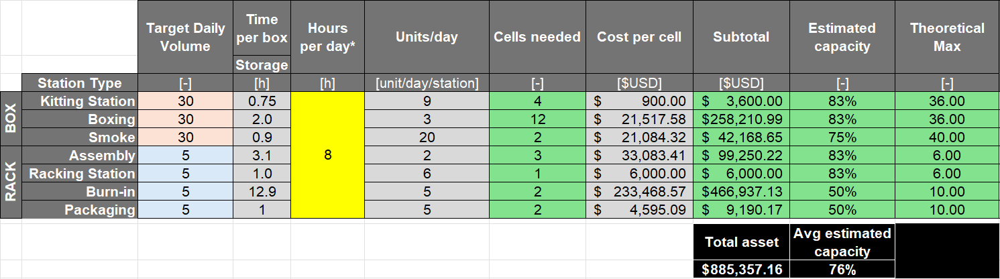 Target Daily Volume Time per box Hours per day* Units/day Cells needed Cost per cell Subtotal Estimated capacity Theoretical Max
Storage
Station Type [-] [h] [h] [unit/day/station] [-] [$USD] [$USD] [-] [-]
BOX
Kitting Station 30 0.75 9 4 $ 900.00 $ 3,600.00 83% 36.00
Boxing 30 2.0 3 12 $ 21,517.58 $258,210.99 83% 36.00
Smoke 30 0.9 20 2 $ 21,084.32 $ 42,168.65 75% 40.00
RACK
Assembly 5 3.1 8 2 3 $ 33,083.41 $ 99,250.22 83% 6.00
Racking Station 5 1.0 6 1 $ 6,000.00 $ 6,000.00 83% 6.00
Burn-in 5 12.9 5 2 $ 233,468.57 $466,937.13 50% 10.00
Packaging 5 1 5 2 $ 4,595.09 $ 9,190.17 50% 10.00
Total asset Avg estimated capacity
$885,357.16 76%